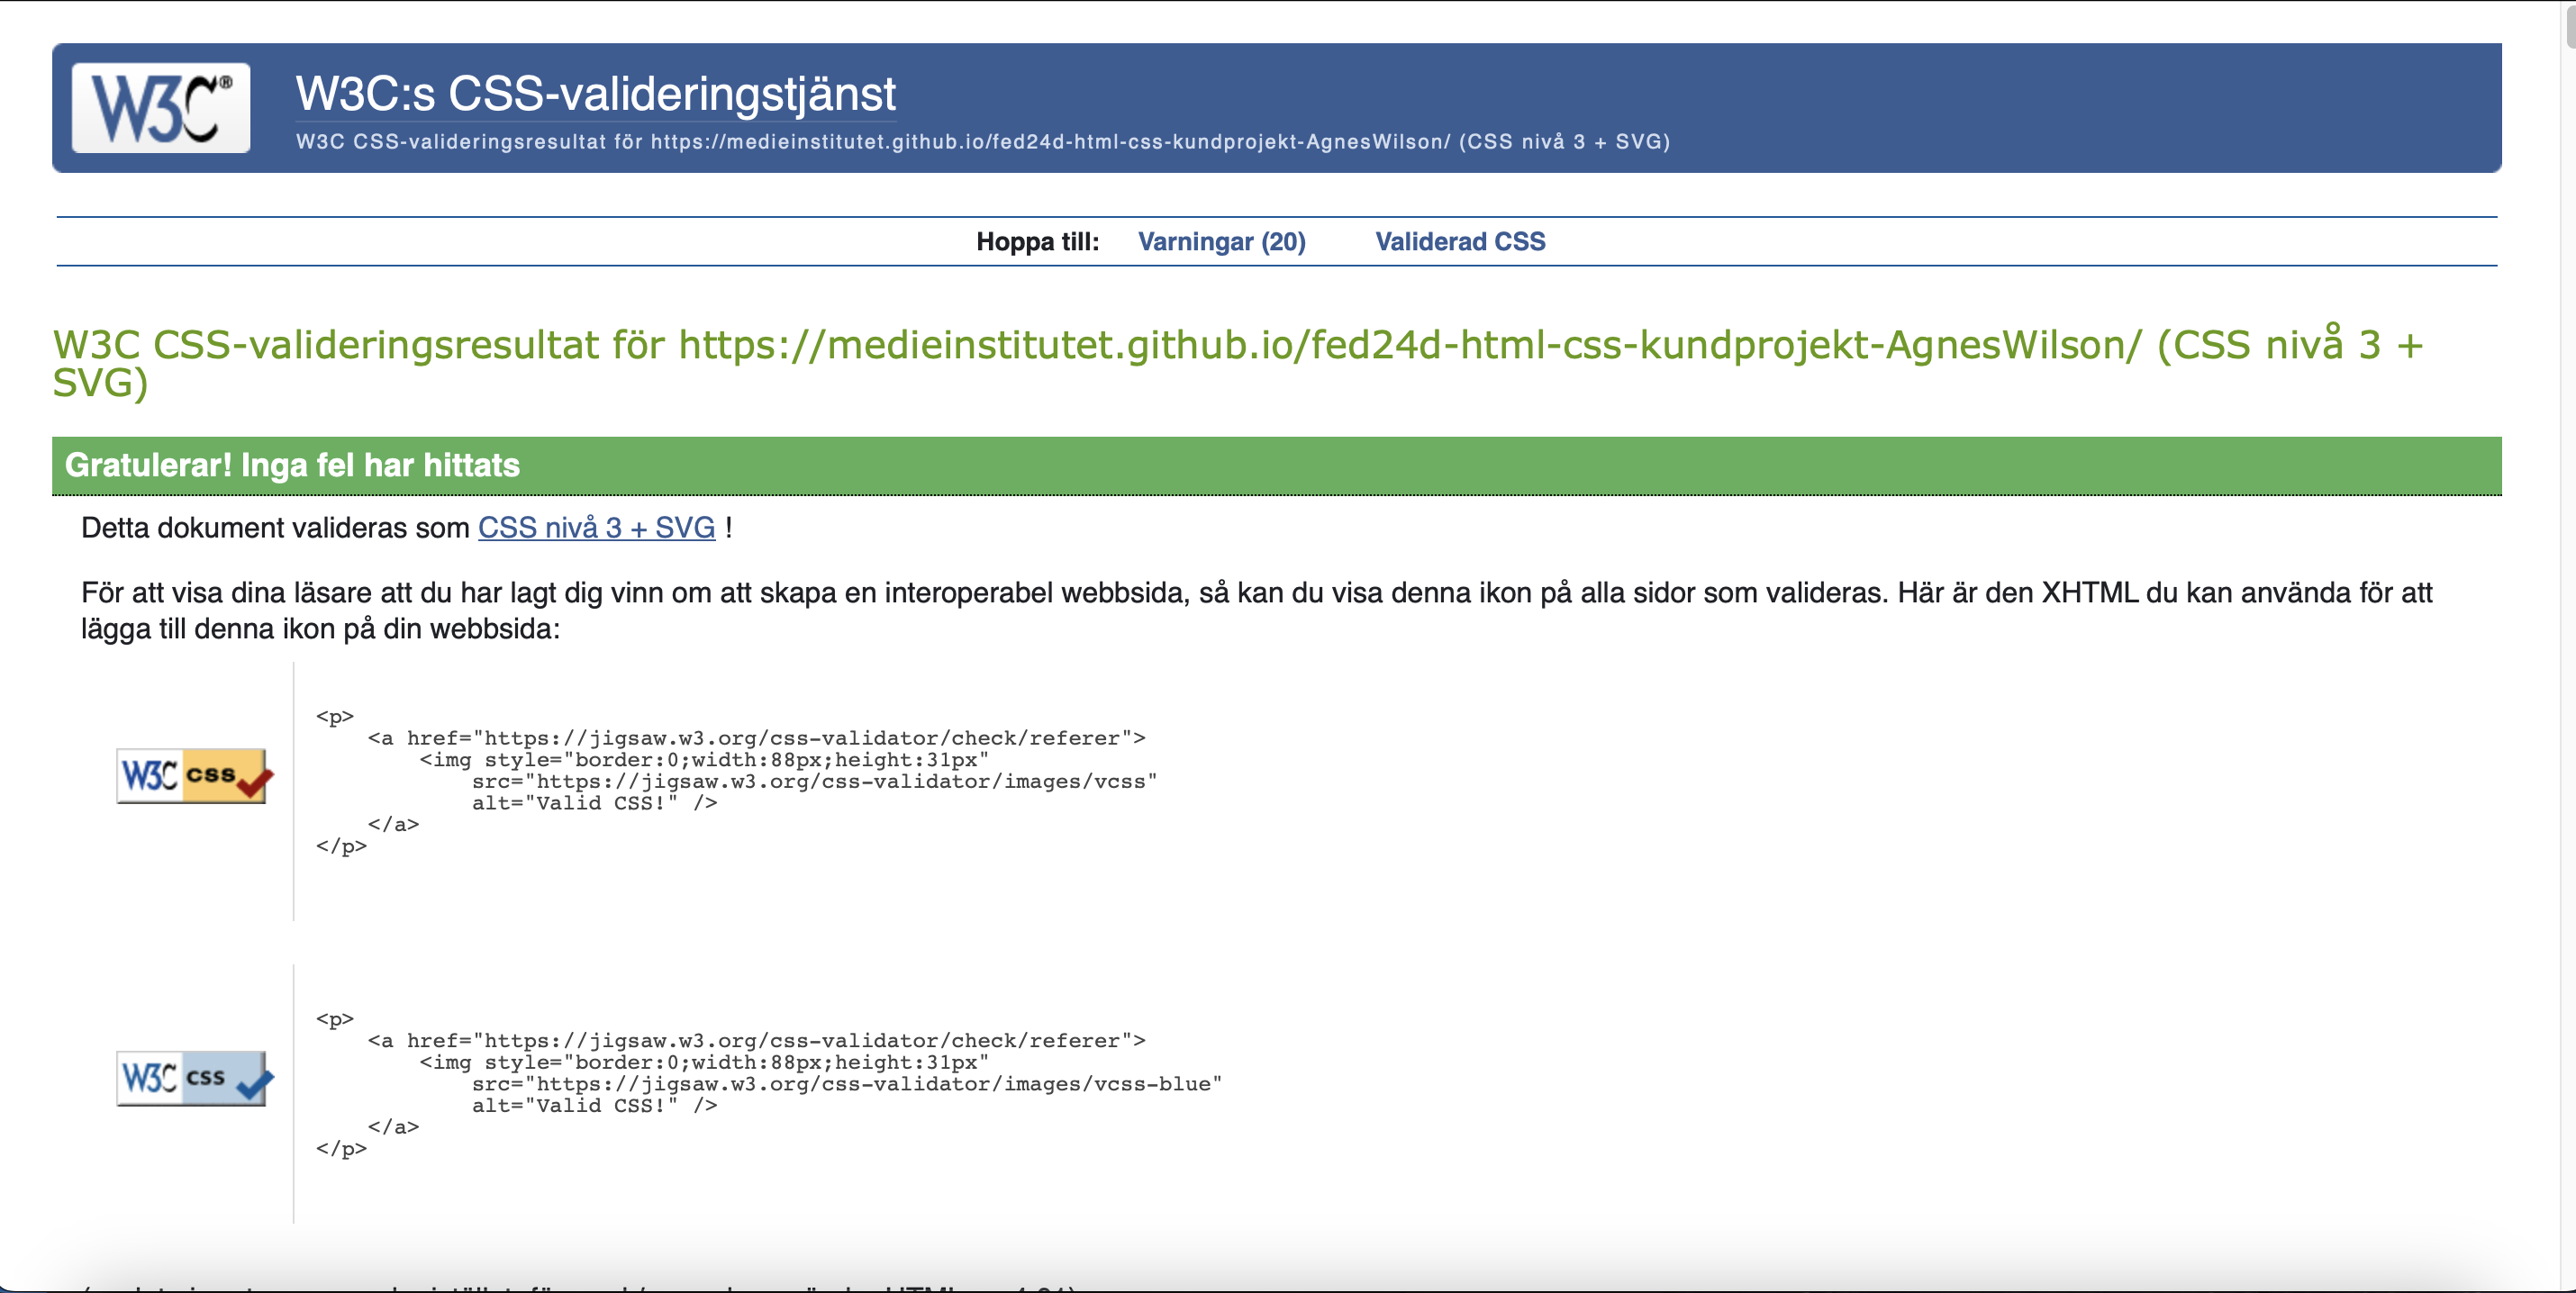 W3C®
W3C:s CSS-valideringstjänst
W3C CSS-valideringsresultat för https://medieinstitutet.github.io/fed24d-html-css-kundprojekt-AgnesWilson/ (CSS nivå 3 + SVG)
Hoppa till: Varningar (20) Validerad CSS
W3C CSS-valideringsresultat för https://medieinstitutet.github.io/fed24d-html-css-kundprojekt-AgnesWilson/ (CSS nivå 3 +
SVG)
Gratulerar! Inga fel har hittats
Detta dokument valideras som CSS nivå 3 + SVG !
För att visa dina läsare att du har lagt dig vinn om att skapa en interoperabel webbsida, så kan du visa denna ikon på alla sidor som valideras. Här är den XHTML du kan använda för att
lägga till denna ikon på din webbsida:
W3C css
<p>
<a href="https://jigsaw.w3.org/css-validator/check/referer">
<img style="border:0;width:88px;height:31px"
src="https://jigsaw.w3.org/css-validator/images/vcss"
alt="Valid CSS!" />
</a>
</p>
W3C css
<p>
<a href="https://jigsaw.w3.org/css-validator/check/referer">
<img style="border:0;width:88px;height:31px"
src="https://jigsaw.w3.org/css-validator/images/vcss-blue"
alt="Valid CSS!" />
</a>
</p>